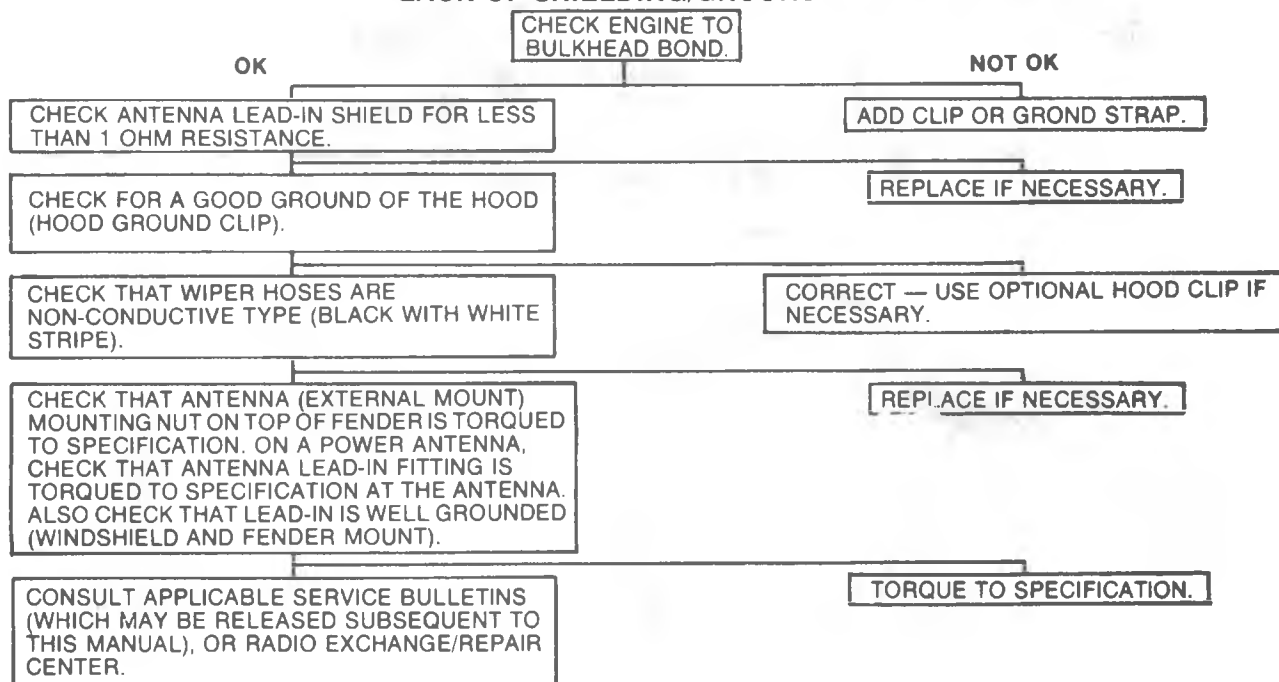 CHECK ENGINE TO
BULKHEAD BOND.
OK
NOT OK
CHECK ANTENNA LEAD-IN SHIELD FOR LESS
THAN 1 OHM RESISTANCE.
ADD CLIP OR GROND STRAP.
CHECK FOR A GOOD GROUND OF THE HOOD
(HOOD GROUND CLIP).
REPLACE IF NECESSARY.
CHECK THAT WIPER HOSES ARE
NON-CONDUCTIVE TYPE (BLACK WITH WHITE
STRIPE).
CORRECT — USE OPTIONAL HOOD CLIP IF
NECESSARY.
CHECK THAT ANTENNA (EXTERNAL MOUNT)
MOUNTING NUT ON TOP OF FENDER IS TORQUED
TO SPECIFICATION. ON A POWER ANTENNA,
CHECK THAT ANTENNA LEAD-IN FITTING IS
TORQUED TO SPECIFICATION AT THE ANTENNA.
ALSO CHECK THAT LEAD-IN IS WELL GROUNDED
(WINDSHIELD AND FENDER MOUNT).
REPLACE IF NECESSARY.
CONSULT APPLICABLE SERVICE BULLETINS
(WHICH MAY BE RELEASED SUBSEQUENT TO
THIS MANUAL), OR RADIO EXCHANGE/REPAIR
CENTER.
TORQUE TO SPECIFICATION.